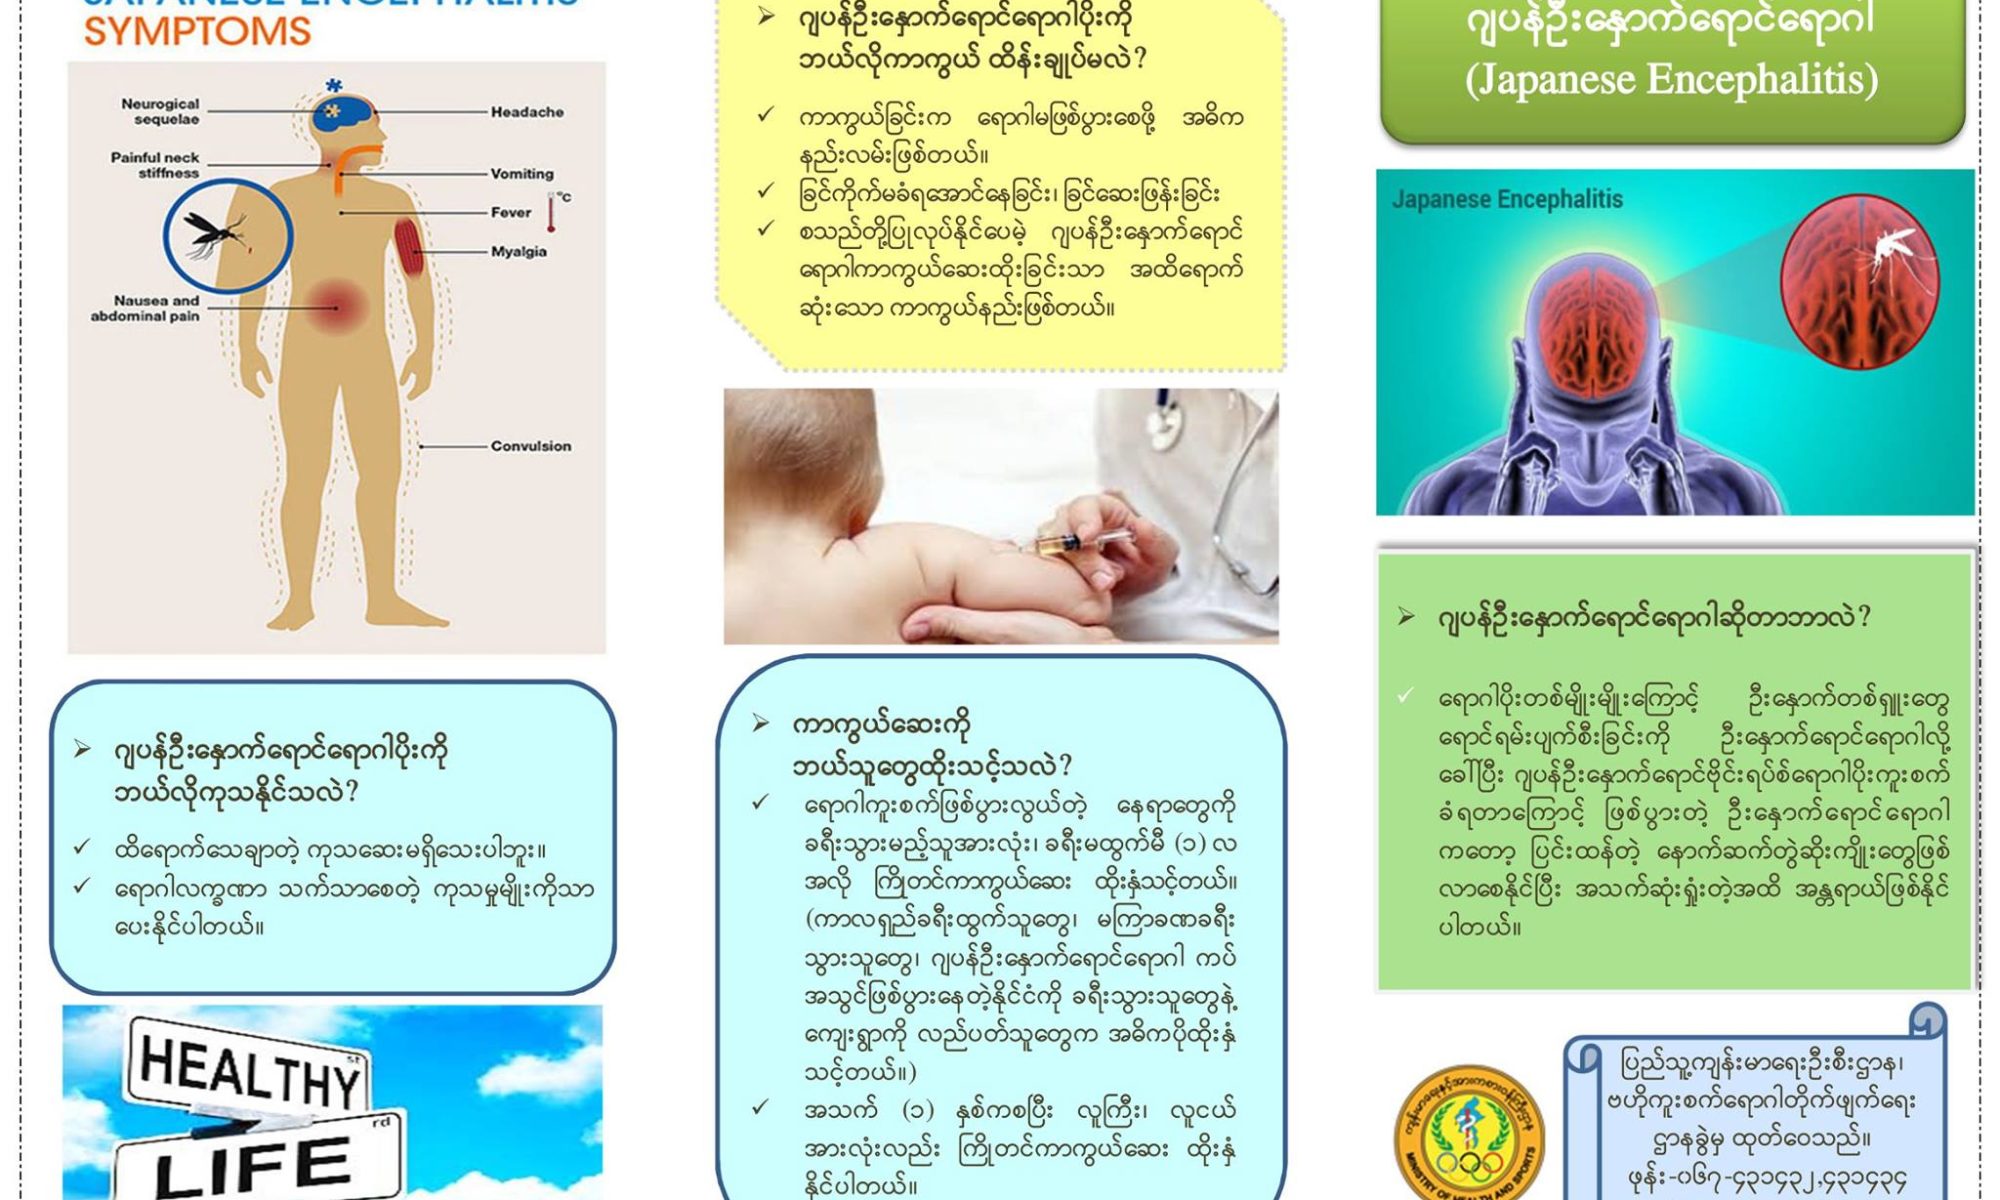 JAPANESE ENCEPHALITIS
SYMPTOMS
Neurogical
sequelae
Headache
Painful neck
stiffness
Vomiting
Fever
°C
Myalgia
Nausea and
abdominal pain
Convulsion
➢ ဂျပန်ဦးနှောက်ရောင်ရောဂါပိုးကို
ဘယ်လိုကုသနိုင်သလဲ?
✓ ထိရောက်သေချာတဲ့ ကုသဆေးမရှိသေးပါဘူး။
✓ ရောဂါလက္ခဏာ သက်သာစေတဲ့ ကုသမှုမျိုးကိုသာ
ပေးနိုင်ပါတယ်။
HEALTHY st
LIFE rd
➢ ဂျပန်ဦးနှောက်ရောင်ရောဂါပိုးကို
ဘယ်လိုကာကွယ် ထိန်းချုပ်မလဲ?
✓ ကာကွယ်ခြင်းက ရောဂါမဖြစ်ပွားစေဖို့ အဓိက
နည်းလမ်းဖြစ်တယ်။
✓ ခြင်ကိုက်မခံရအောင်နေခြင်း၊ ခြင်ဆေးဖြန်းခြင်း
✓ စသည်တို့ပြုလုပ်နိုင်ပေမဲ့ ဂျပန်ဦးနှောက်ရောင်
ရောဂါကာကွယ်ဆေးထိုးခြင်းသာ အထိရောက်
ဆုံးသော ကာကွယ်နည်းဖြစ်တယ်။
➢ ကာကွယ်ဆေးကို
ဘယ်သူတွေထိုးသင့်သလဲ?
✓ ရောဂါကူးစက်ဖြစ်ပွားလွယ်တဲ့ နေရာတွေကို
ခရီးသွားမည့်သူအားလုံး၊ ခရီးမထွက်မီ (၁) လ
အလို ကြိုတင်ကာကွယ်ဆေး ထိုးနှံသင့်တယ်။
(ကာလရှည်ခရီးထွက်သူတွေ၊ မကြာခဏခရီး
သွားသူတွေ၊ ဂျပန်ဦးနှောက်ရောင်ရောဂါ ကပ်
အသွင်ဖြစ်ပွားနေတဲ့နိုင်ငံကို ခရီးသွားသူတွေနဲ့
ကျေးရွာကို လည်ပတ်သူတွေက အဓိကပိုထိုးနှံ
သင့်တယ်။)
✓ အသက် (၁) နှစ်ကစပြီး လူကြီး၊ လူငယ်
အားလုံးလည်း ကြိုတင်ကာကွယ်ဆေး ထိုးနှံ
နိုင်ပါတယ်။
ဂျပန်ဦးနှောက်ရောင်ရောဂါ
(Japanese Encephalitis)
Japanese Encephalitis
➢ ဂျပန်ဦးနှောက်ရောင်ရောဂါဆိုတာဘာလဲ?
✓ ရောဂါပိုးတစ်မျိုးမျိုးကြောင့် ဦးနှောက်တစ်ရှူးတွေ
ရောင်ရမ်းပျက်စီးခြင်းကို ဦးနှောက်ရောင်ရောဂါလို့
ခေါ်ပြီး ဂျပန်ဦးနှောက်ရောင်ဗိုင်းရပ်စ်ရောဂါပိုးကူးစက်
ခံရတာကြောင့် ဖြစ်ပွားတဲ့ ဦးနှောက်ရောင်ရောဂါ
ကတော့ ပြင်းထန်တဲ့ နောက်ဆက်တွဲဆိုးကျိုးတွေဖြစ်
လာစေနိုင်ပြီး အသက်ဆုံးရှုံးတဲ့အထိ အန္တရာယ်ဖြစ်နိုင်
ပါတယ်။
ကျန်းမာရေးနှင့်အားကစားဝန်ကြီးဌာန
MINISTRY OF HEALTH AND SPORTS
ပြည်သူ့ကျန်းမာရေးဦးစီးဌာန၊
ဗဟိုကူးစက်ရောဂါတိုက်ဖျက်ရေး
ဌာနခွဲမှ ထုတ်ဝေသည်။
ဖုန်း-၀၆၇-၄၃၁၄၃၂,၄၃၁၄၃၄